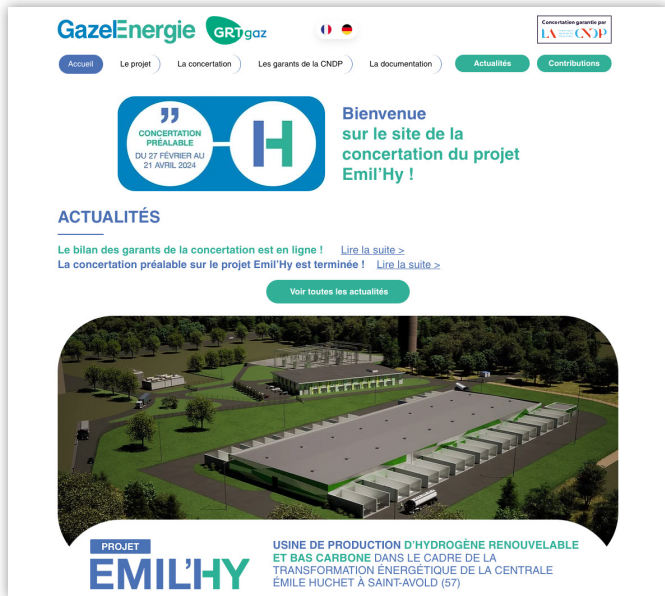 GazelEnergie GRTgaz
Concertation garantie par
LA CNDP
Accueil Le projet La concertation Les garants de la CNDP La documentation Actualités Contributions
CONCERTATION
PRÉALABLE
DU 27 FÉVRIER AU
21 AVRIL 2024
Bienvenue
sur le site de la
concertation du projet
Emil'Hy !
ACTUALITÉS
Le bilan des garants de la concertation est en ligne ! Lire la suite >
La concertation préalable sur le projet Emil'Hy est terminée ! Lire la suite >
Voir toutes les actualités
PROJET
EMIL'HY
USINE DE PRODUCTION D'HYDROGÈNE RENOUVELABLE
ET BAS CARBONE DANS LE CADRE DE LA
TRANSFORMATION ÉNERGÉTIQUE DE LA CENTRALE
ÉMILE HUCHET À SAINT-AVOLD (57)